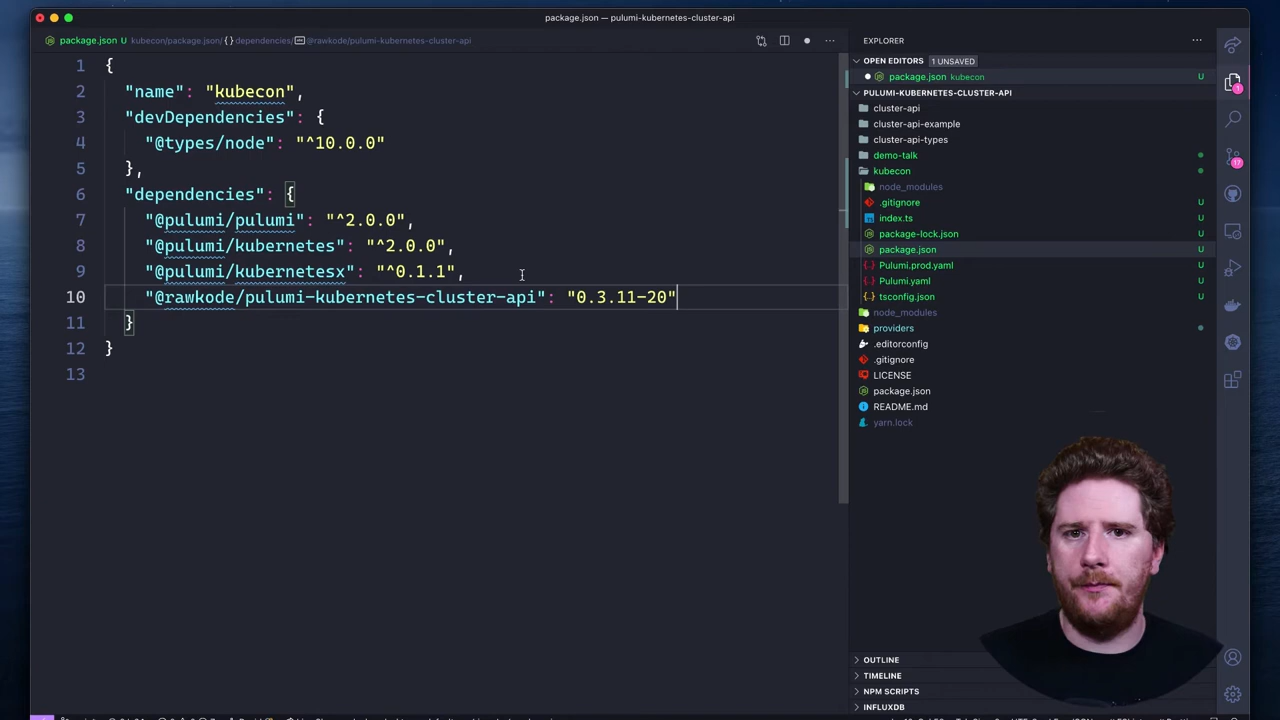 package.json — pulumi-kubernetes-cluster-api
package.json U kubecon/package.json/ {} dependencies/ @rawkode/pulumi-kubernetes-cluster-api
1 {
2 "name": "kubecon",
3 "devDependencies": {
4 "@types/node": "^10.0.0"
5 },
6 "dependencies": {
7 "@pulumi/pulumi": "^2.0.0",
8 "@pulumi/kubernetes": "^2.0.0",
9 "@pulumi/kubernetesx": "^0.1.1",
10 "@rawkode/pulumi-kubernetes-cluster-api": "0.3.11-20"
11 }
12 }
13
EXPLORER
OPEN EDITORS 1 UNSAVED
package.json kubecon U
PULUMI-KUBERNETES-CLUSTER-API
cluster-api
cluster-api-example
cluster-api-types
demo-talk
kubecon
node_modules
.gitignore U
index.ts U
package-lock.json U
package.json U
Pulumi.prod.yaml U
Pulumi.yaml U
tsconfig.json U
node_modules
providers
.editorconfig
.gitignore
LICENSE
package.json
README.md
yarn.lock
OUTLINE
TIMELINE
NPM SCRIPTS
INFLUXDB
1
17